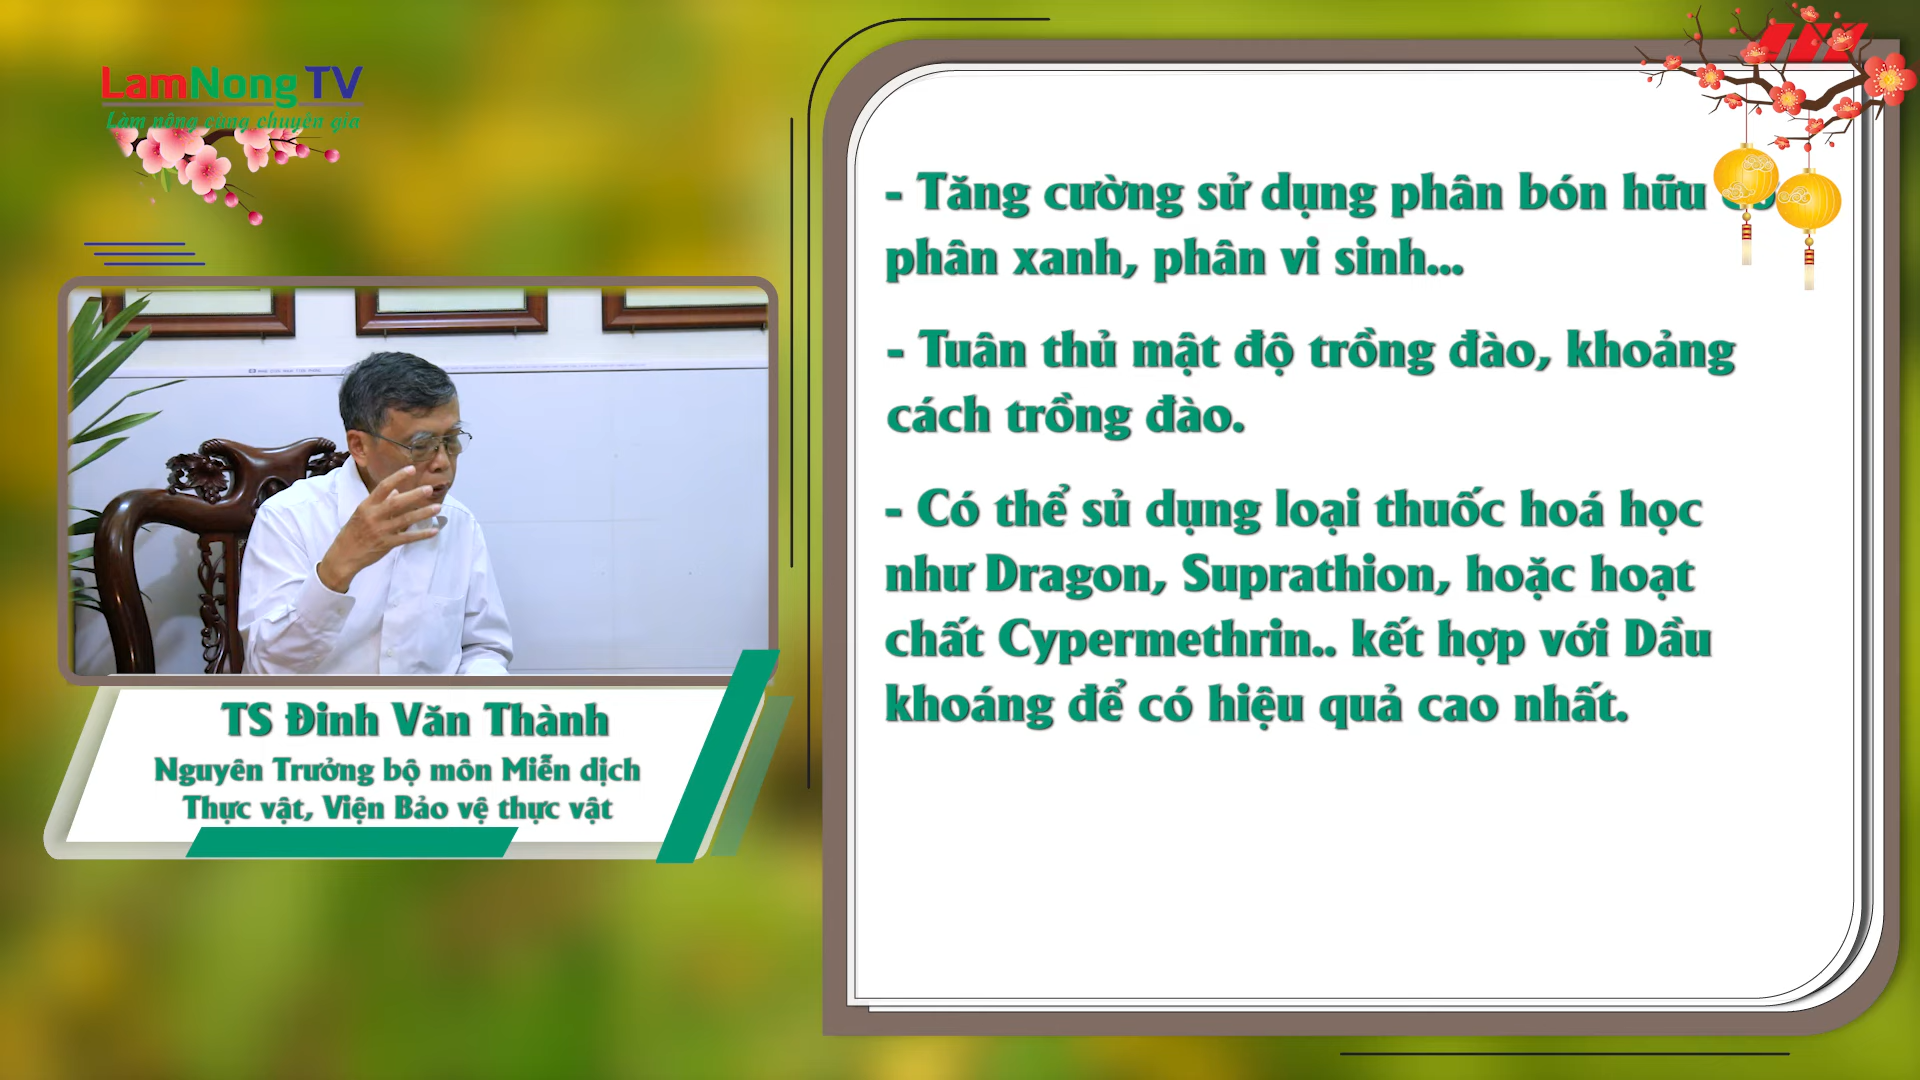 LamNong TV
Làm nông cùng chuyên gia
- Tăng cường sử dụng phân bón hữu
phân xanh, phân vi sinh...
- Tuân thủ mật độ trồng đào, khoảng
cách trồng đào.
- Có thể sủ dụng loại thuốc hoá học
như Dragon, Suprathion, hoặc hoạt
chất Cypermethrin.. kết hợp với Dầu
khoáng để có hiệu quả cao nhất.
TS Đinh Văn Thành
Nguyên Trưởng bộ môn Miễn dịch
Thực vật, Viện Bảo vệ thực vật